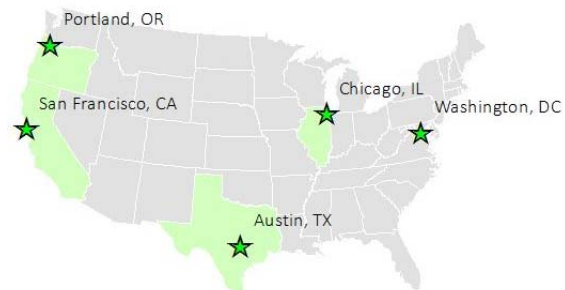 Portland, OR
San Francisco, CA
Chicago, IL
Washington, DC
Austin, TX